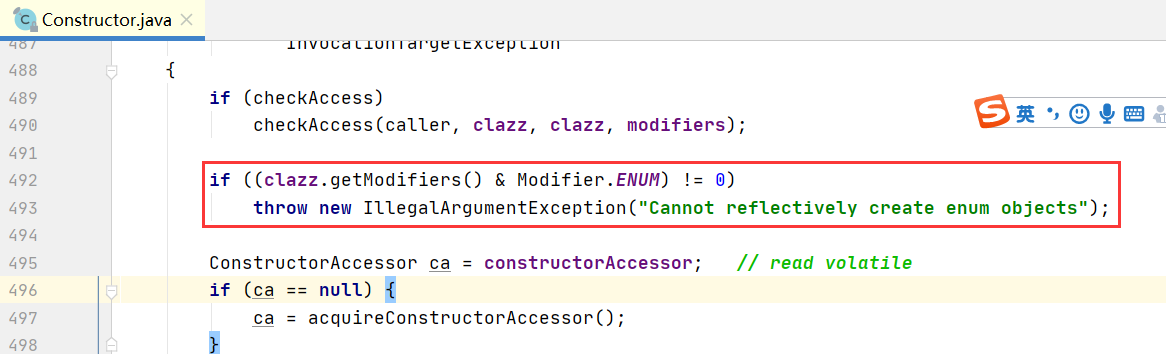 Constructor.java
487 InvocationTargetException
488 {
489 if (checkAccess)
490 checkAccess(caller, clazz, clazz, modifiers);
491
492 if ((clazz.getModifiers() & Modifier.ENUM) != 0)
493 throw new IllegalArgumentException("Cannot reflectively create enum objects");
494
495 ConstructorAccessor ca = constructorAccessor; // read volatile
496 if (ca == null) {
497 ca = acquireConstructorAccessor();
498 }
英